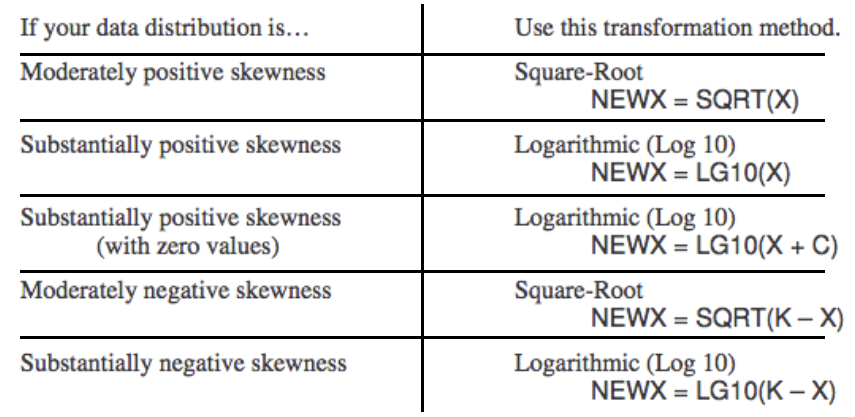 If your data distribution is… Use this transformation method.
Moderately positive skewness Square-Root
NEWX = SQRT(X)
Substantially positive skewness Logarithmic (Log 10)
NEWX = LG10(X)
Substantially positive skewness Logarithmic (Log 10)
(with zero values) NEWX = LG10(X + C)
Moderately negative skewness Square-Root
NEWX = SQRT(K – X)
Substantially negative skewness Logarithmic (Log 10)
NEWX = LG10(K – X)